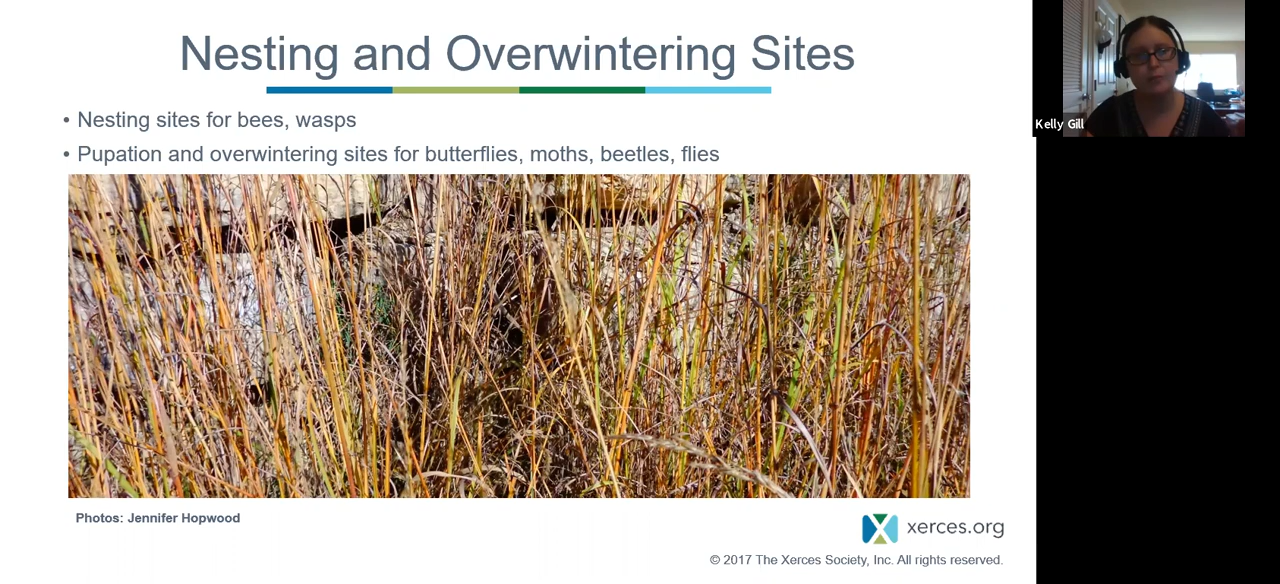 Nesting and Overwintering Sites
• Nesting sites for bees, wasps
• Pupation and overwintering sites for butterflies, moths, beetles, flies
Photos: Jennifer Hopwood
xerces.org
© 2017 The Xerces Society, Inc. All rights reserved.
Kelly Gill